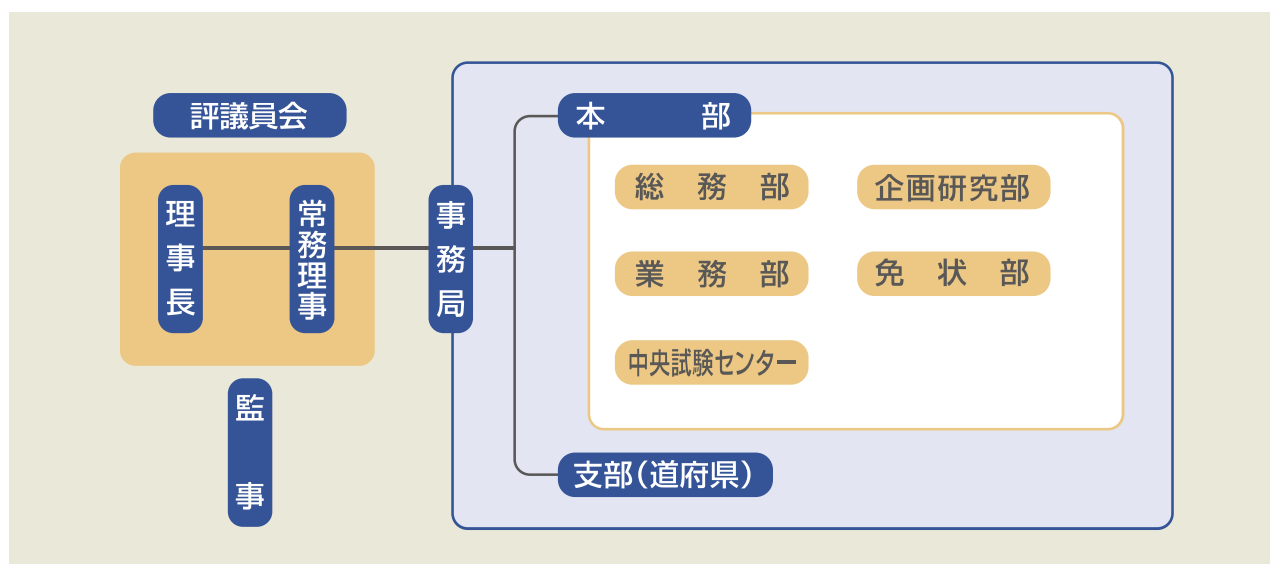 評議員会
理事長
常務理事
監事
事務局
本部
総務部
企画研究部
業務部
免状部
中央試験センター
支部（道府県）